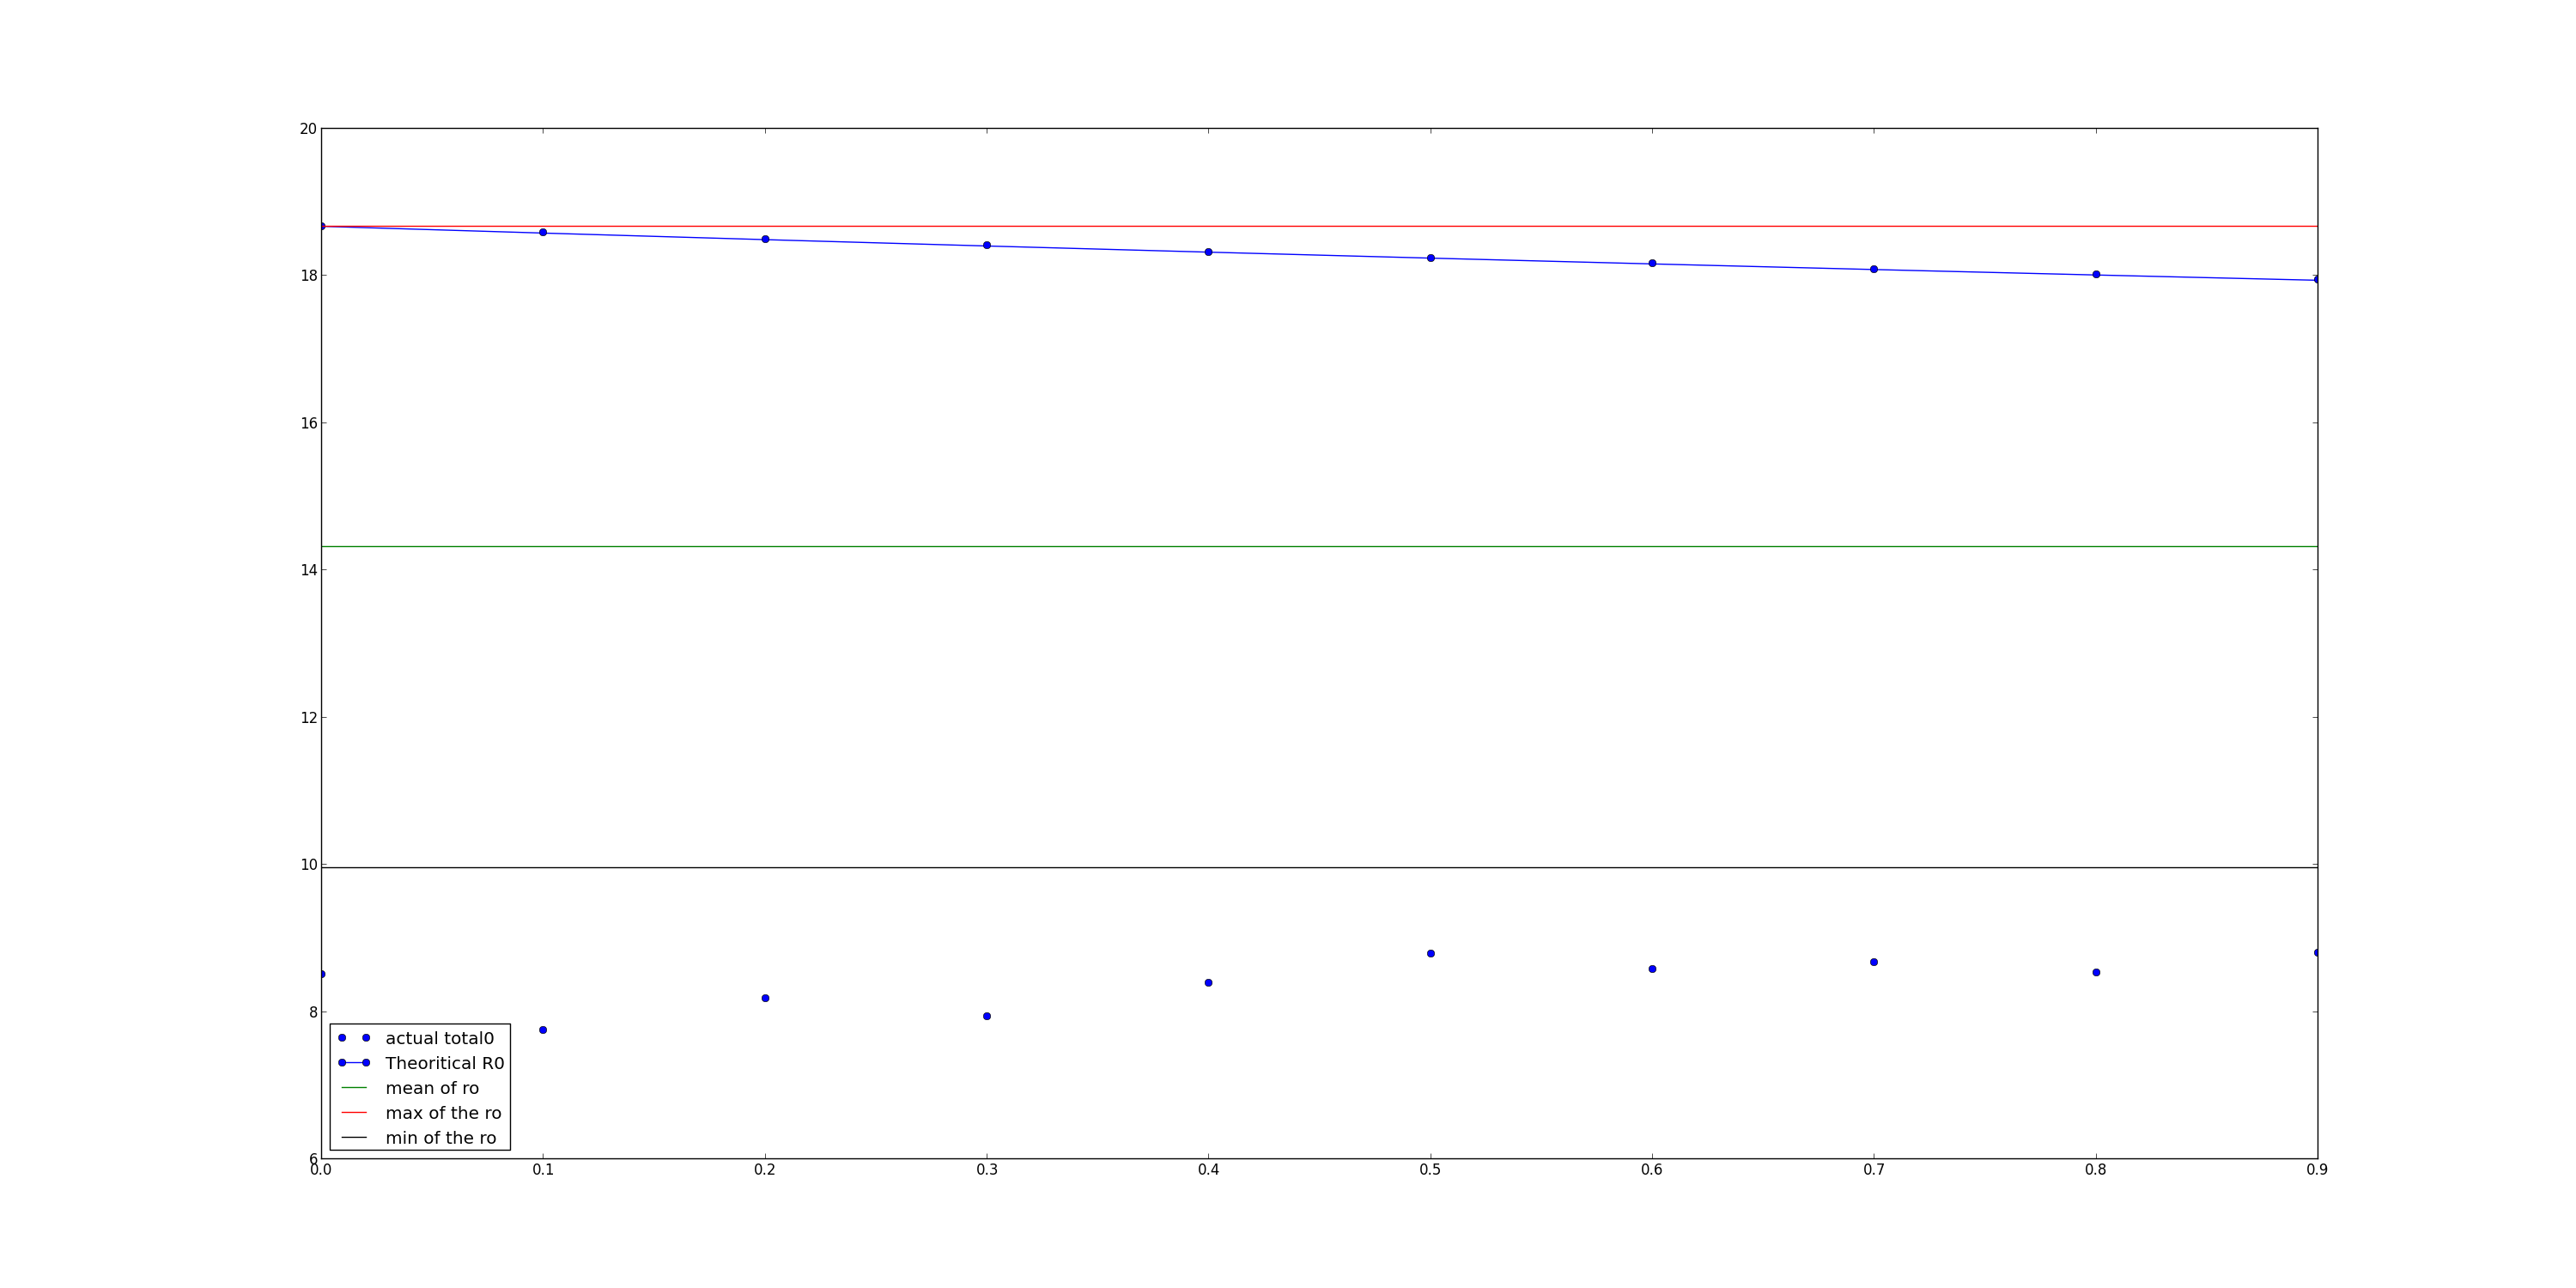 20
18
16
14
12
10
8
6
actual total0
Theoritical R0
mean of ro
max of the ro
min of the ro
0.0 0.1 0.2 0.3 0.4 0.5 0.6 0.7 0.8 0.9